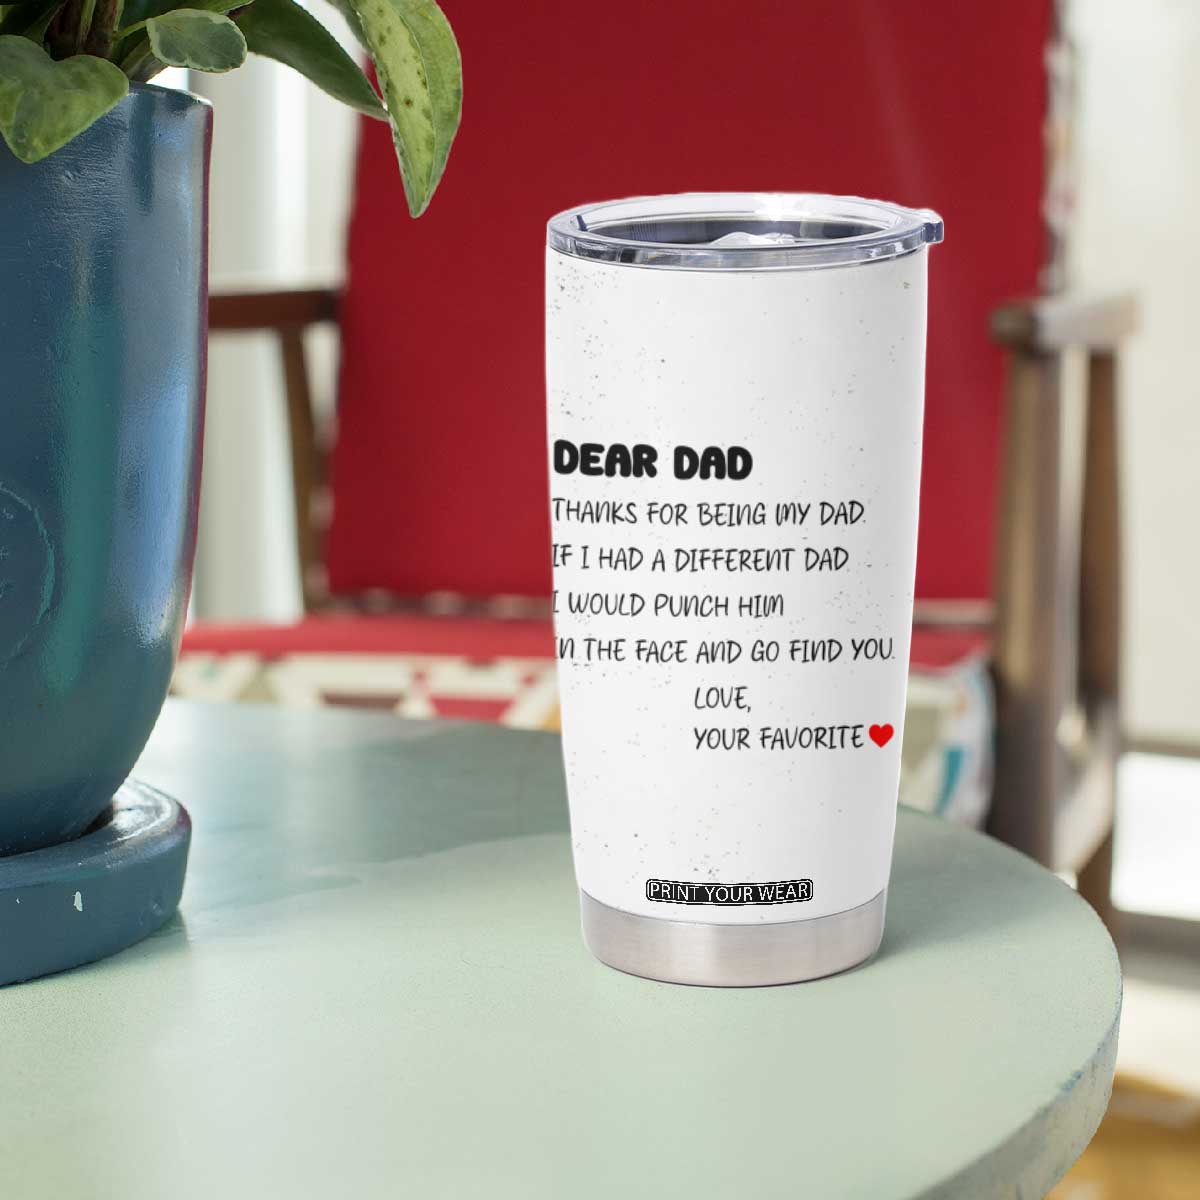 DEAR DAD
THANKS FOR BEING MY DAD.
IF I HAD A DIFFERENT DAD
I WOULD PUNCH HIM
IN THE FACE AND GO FIND YOU.
LOVE,
YOUR FAVORITE
PRINT YOUR WEAR